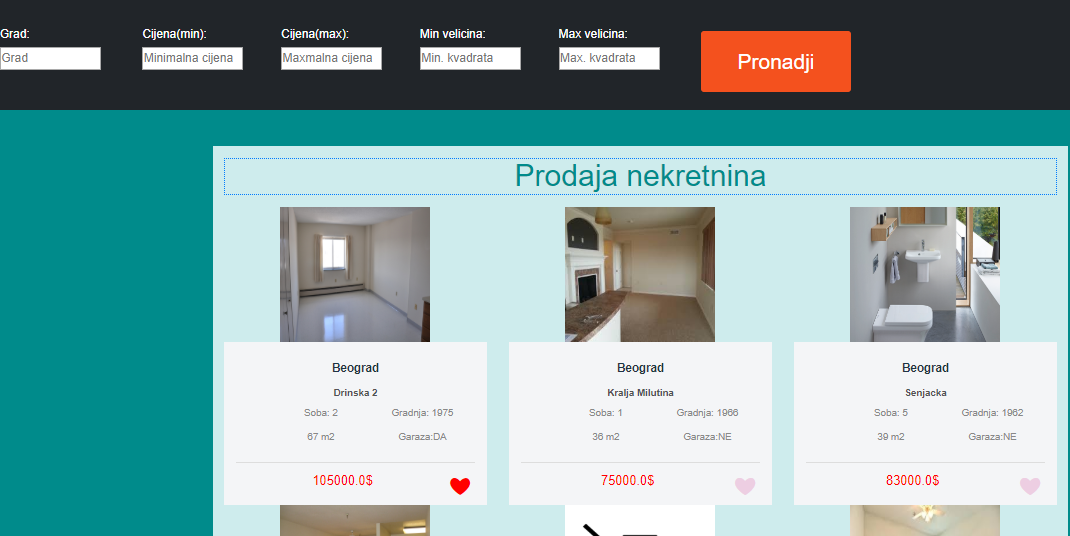 Grad: Cijena(min): Cijena(max): Min velicina: Max velicina:
Grad Minimalna cijena Maxmalna cijena Min. kvadrata Max. kvadrata Pronadji
Prodaja nekretnina
Beograd
Drinska 2
Soba: 2 Gradnja: 1975
67 m2 Garaza:DA
105000.0$
Beograd
Kralja Milutina
Soba: 1 Gradnja: 1966
36 m2 Garaza:NE
75000.0$
Beograd
Senjacka
Soba: 5 Gradnja: 1962
39 m2 Garaza:NE
83000.0$